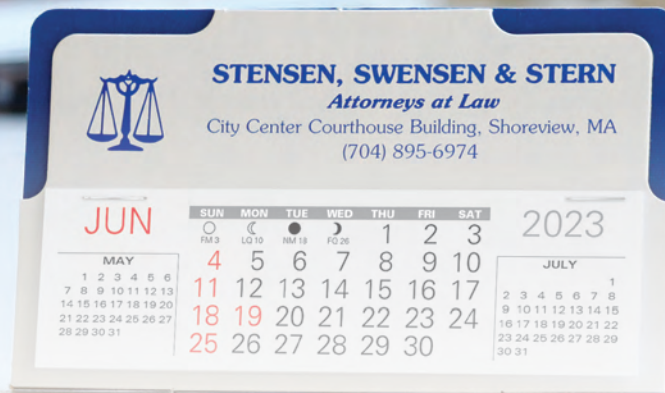 STENSEN, SWENSEN & STERN
Attorneys at Law
City Center Courthouse Building, Shoreview, MA
(704) 895-6974
JUN
2023
SUN MON TUE WED THU FRI SAT
FM 3 LQ 10 NM 18 FQ 26 1 2 3
4 5 6 7 8 9 10
11 12 13 14 15 16 17
18 19 20 21 22 23 24
25 26 27 28 29 30
MAY
1 2 3 4 5 6
7 8 9 10 11 12 13
14 15 16 17 18 19 20
21 22 23 24 25 26 27
28 29 30 31
JULY
1
2 3 4 5 6 7 8
9 10 11 12 13 14 15
16 17 18 19 20 21 22
23 24 25 26 27 28 29
30 31